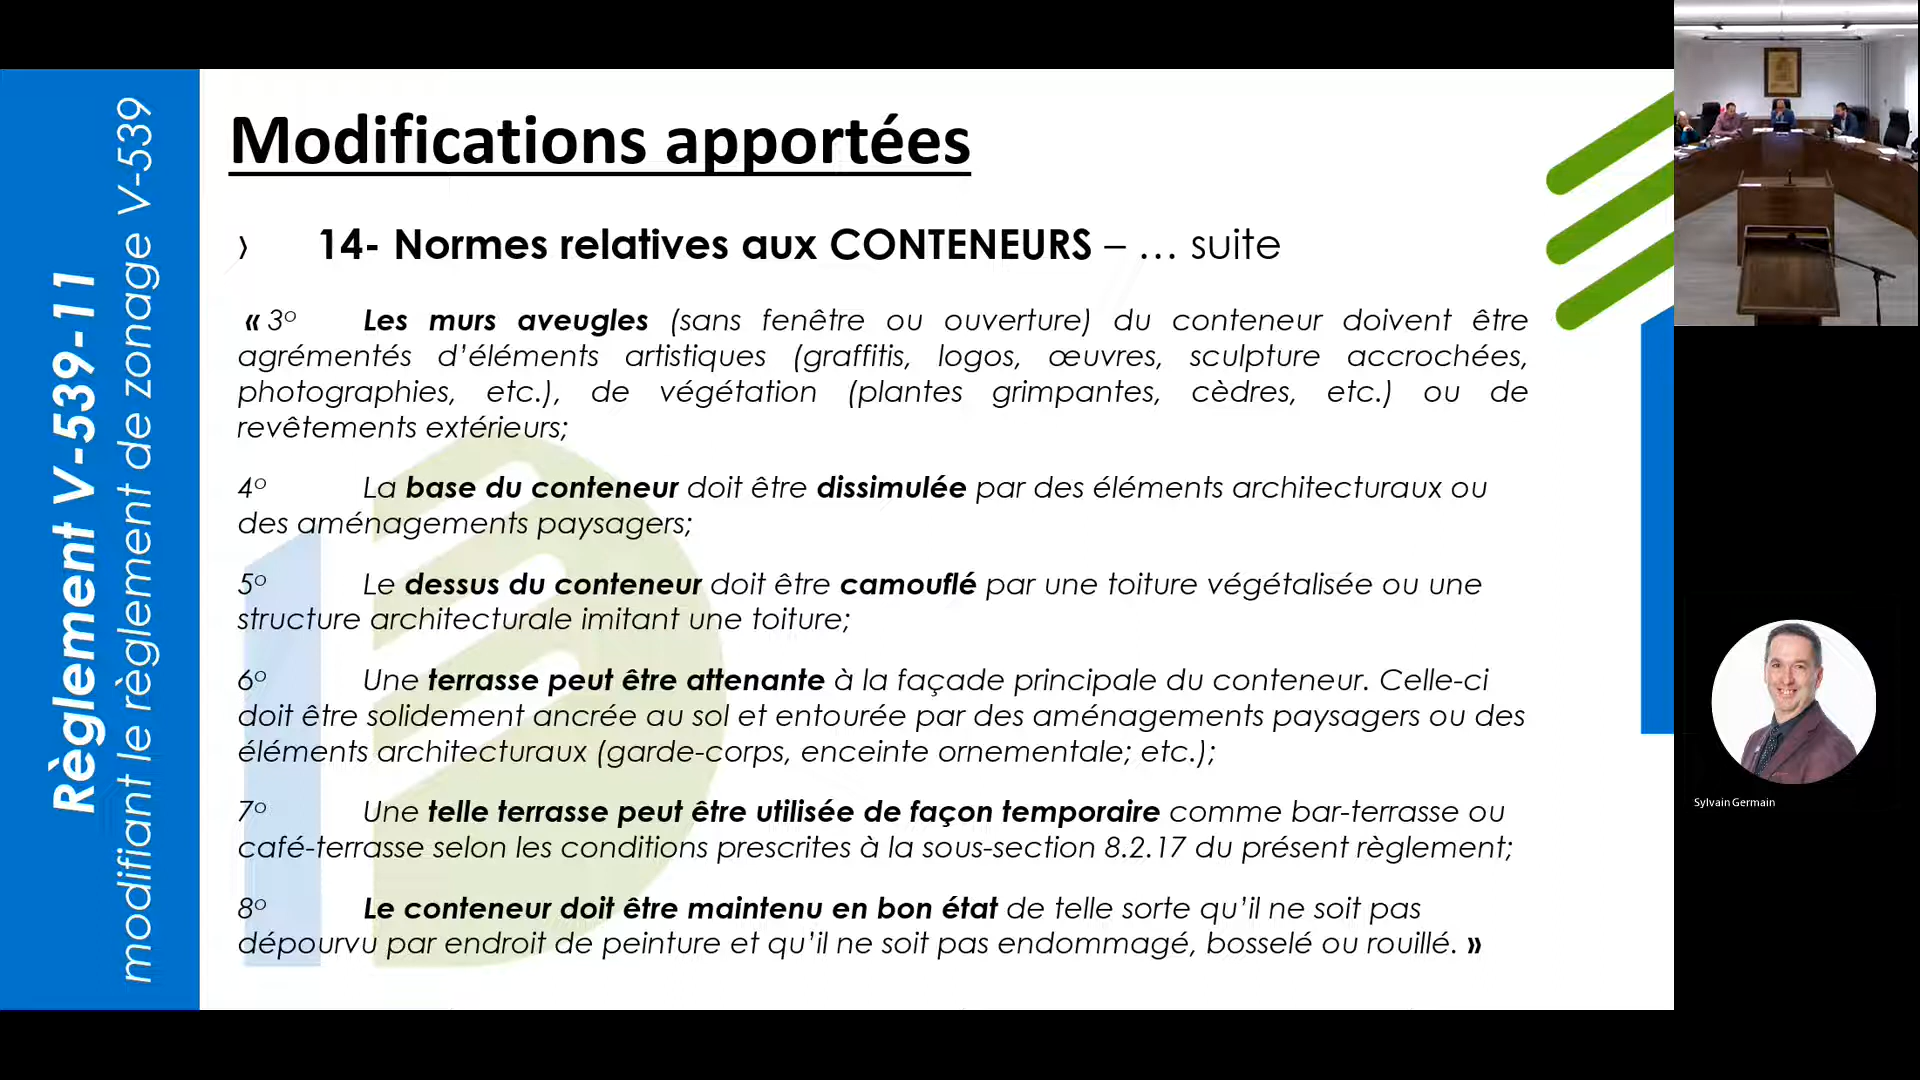 Règlement V-539-11
modifiant le règlement de zonage V-539
Modifications apportées
› 14- Normes relatives aux CONTENEURS – … suite
« 3º Les murs aveugles (sans fenêtre ou ouverture) du conteneur doivent être
agrémentés d’éléments artistiques (graffitis, logos, œuvres, sculpture accrochées,
photographies, etc.), de végétation (plantes grimpantes, cèdres, etc.) ou de
revêtements extérieurs;
4º La base du conteneur doit être dissimulée par des éléments architecturaux ou
des aménagements paysagers;
5º Le dessus du conteneur doit être camouflé par une toiture végétalisée ou une
structure architecturale imitant une toiture;
6º Une terrasse peut être attenante à la façade principale du conteneur. Celle-ci
doit être solidement ancrée au sol et entourée par des aménagements paysagers ou des
éléments architecturaux (garde-corps, enceinte ornementale; etc.);
7º Une telle terrasse peut être utilisée de façon temporaire comme bar-terrasse ou
café-terrasse selon les conditions prescrites à la sous-section 8.2.17 du présent règlement;
8º Le conteneur doit être maintenu en bon état de telle sorte qu’il ne soit pas
dépourvu par endroit de peinture et qu’il ne soit pas endommagé, bosselé ou rouillé. »
Sylvain Germain